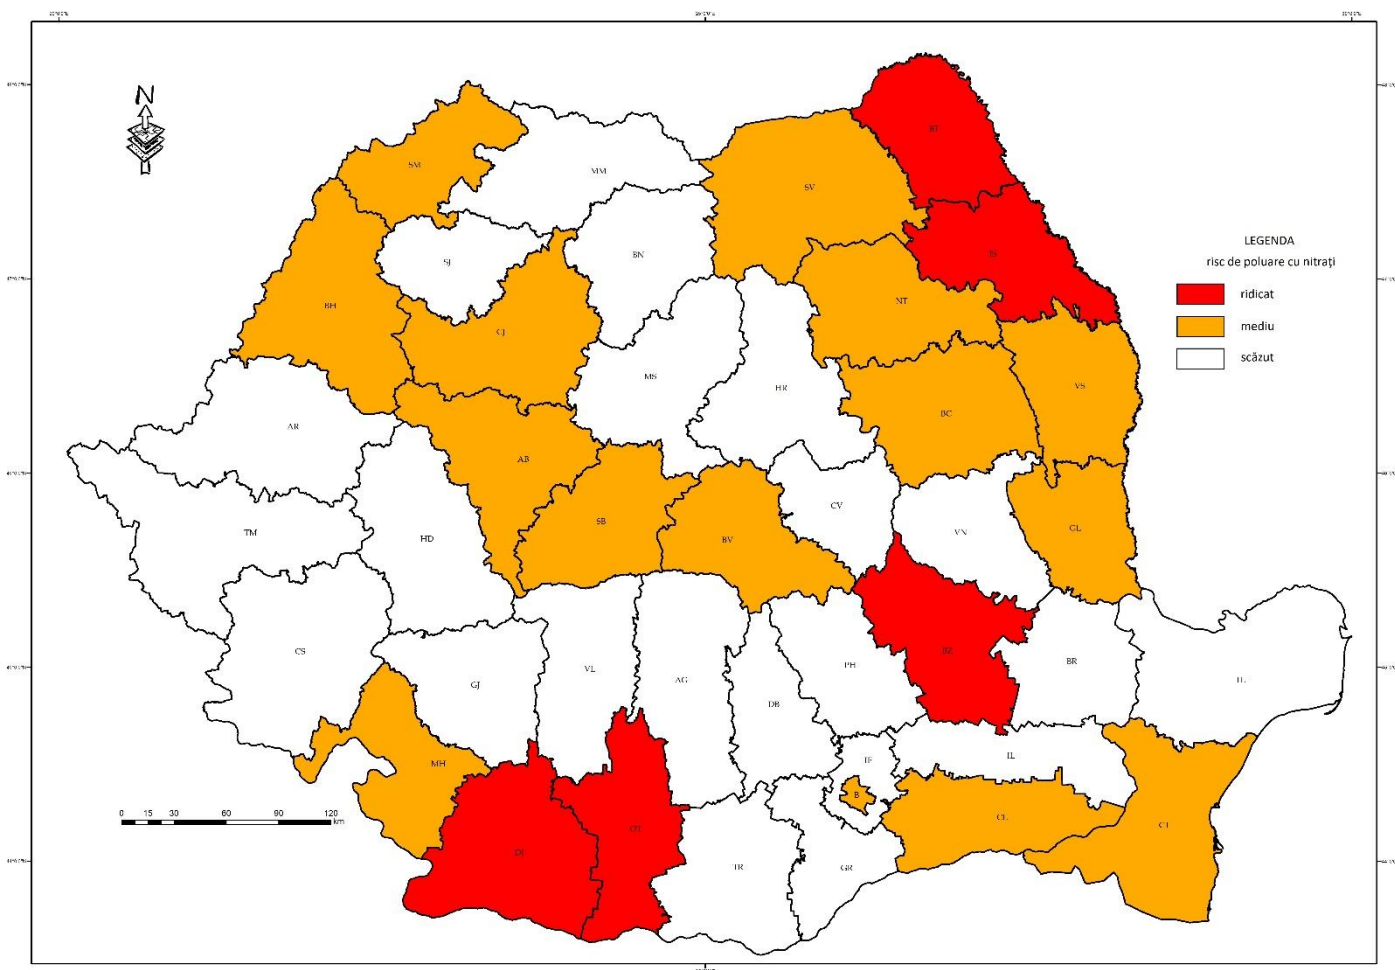 N
BT
SM
MM
SV
BN
SJ
IS
LEGENDA
risc de poluare cu nitrați
ridicat
mediu
scăzut
NT
BH
CJ
MS
HR
VS
BC
AR
AB
CV
SB
VN
GL
TM
HD
BV
CS
VL
BZ
BR
TL
GJ
AG
PH
DB
MH
IF
IL
B
CL
CT
0 15 30 60 90 120
km
OT
DJ
TR
GR